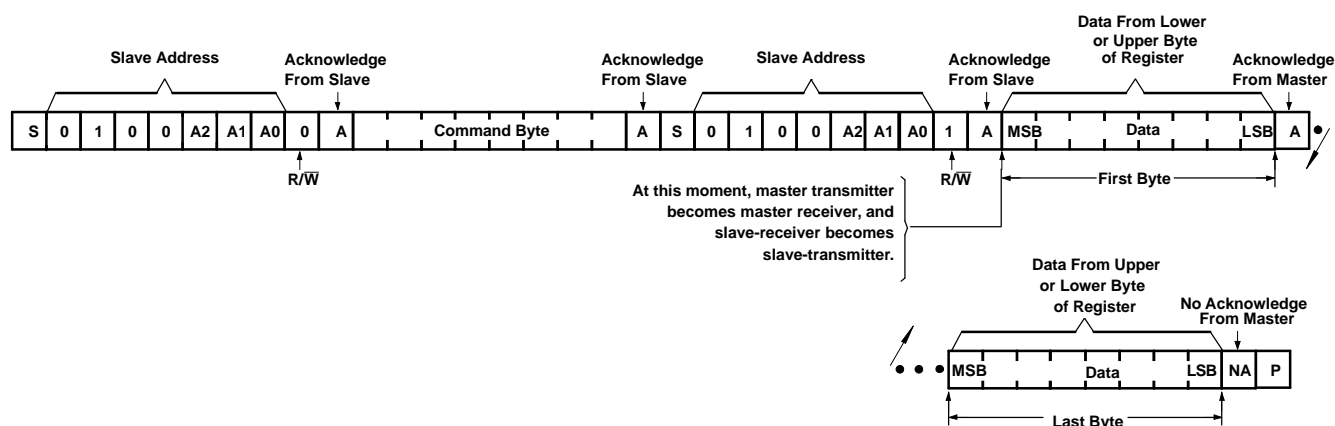 Data From Lower
or Upper Byte
of Register
Slave Address
Acknowledge
From Slave
Acknowledge
From Slave
Slave Address
Acknowledge
From Slave
Acknowledge
From Master
S 0 1 0 0 A2 A1 A0 0 A Command Byte A S 0 1 0 0 A2 A1 A0 1 A MSB Data LSB A
R/W̅
R/W̅
First Byte
At this moment, master transmitter
becomes master receiver, and
slave-receiver becomes
slave-transmitter.
Data From Upper
or Lower Byte
of Register
No Acknowledge
From Master
MSB Data LSB NA P
Last Byte